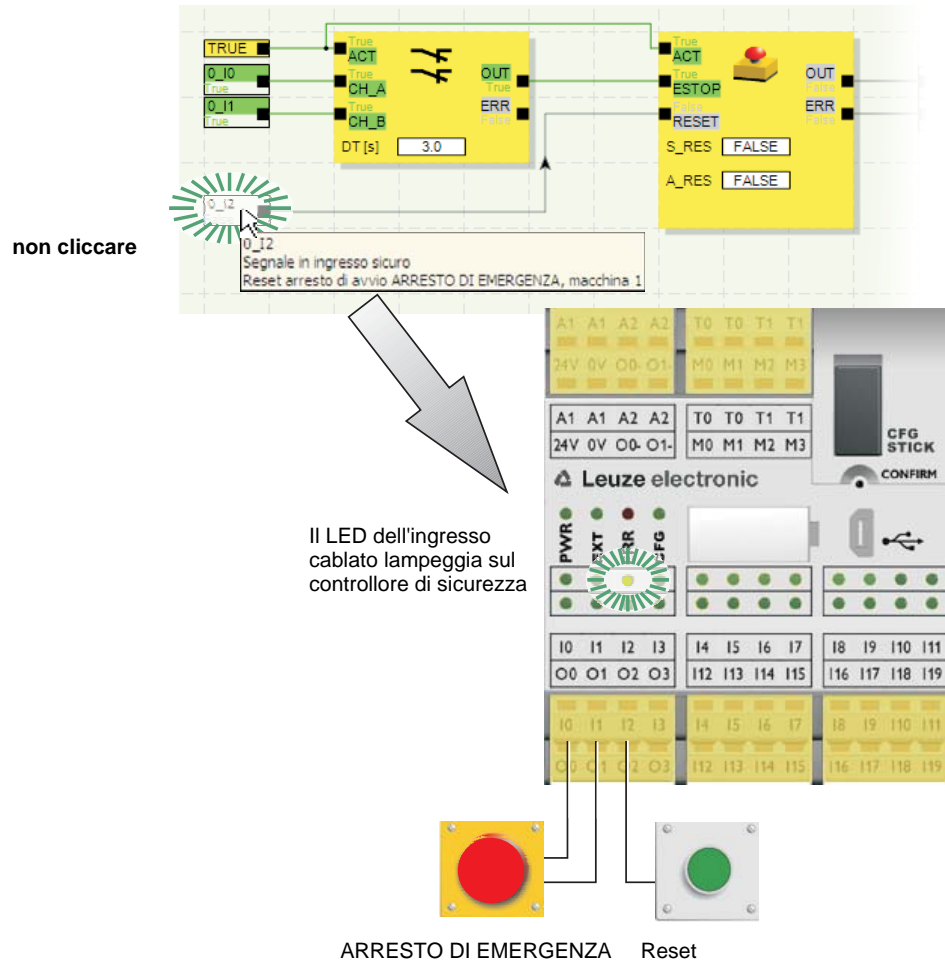 TRUE
0_I0
True
0_I1
True
True
ACT
True
CH_A
True
CH_B
OUT
True
ERR
False
DT [s] 3.0
True
ACT
True
ESTOP
False
RESET
OUT
False
ERR
False
S_RES FALSE
A_RES FALSE
0_I2
non cliccare
0_I2
Segnale in ingresso sicuro
Reset arresto di avvio ARRESTO DI EMERGENZA, macchina 1
A1 A1 A2 A2 T0 T0 T1 T1
24V 0V O0- O1- M0 M1 M2 M3
A1 A1 A2 A2 T0 T0 T1 T1
24V 0V O0- O1- M0 M1 M2 M3
CFG
STICK
CONFIRM
Leuze electronic
PWR
CFG
Il LED dell'ingresso
cablato lampeggia sul
controllore di sicurezza
I0 I1 I2 I3 I4 I5 I6 I7 I8 I9 I10 I11
O0 O1 O2 O3 I12 I13 I14 I15 I16 I17 I18 I19
I0 I1 I2 I3 I4 I5 I6 I7 I8 I9 I10 I11
O0 O1 O2 O3 I12 I13 I14 I15 I16 I17 I18 I19
ARRESTO DI EMERGENZA Reset